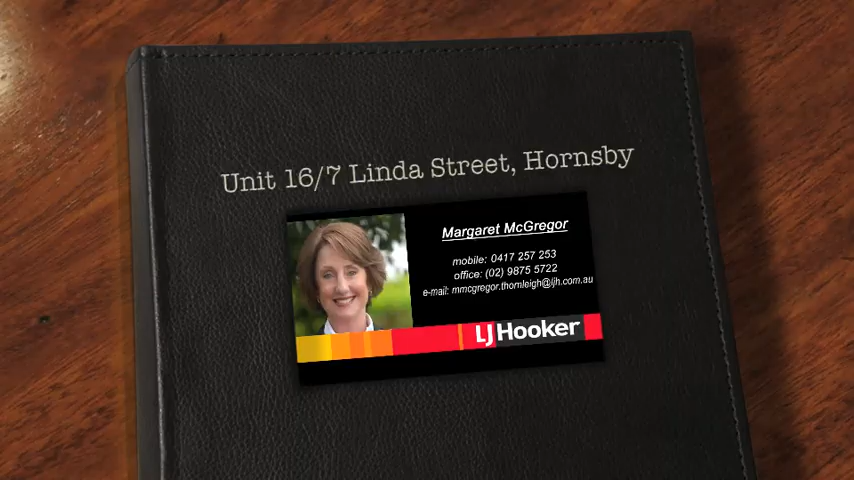 Unit 16/7 Linda Street, Hornsby
Margaret McGregor
mobile: 0417 257 253
office: (02) 9875 5722
e-mail: mmcgregor.thornleigh@ljh.com.au
LJ Hooker